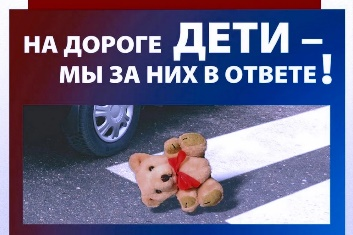 НА ДОРОГЕ ДЕТИ –
МЫ ЗА НИХ В ОТВЕТЕ!